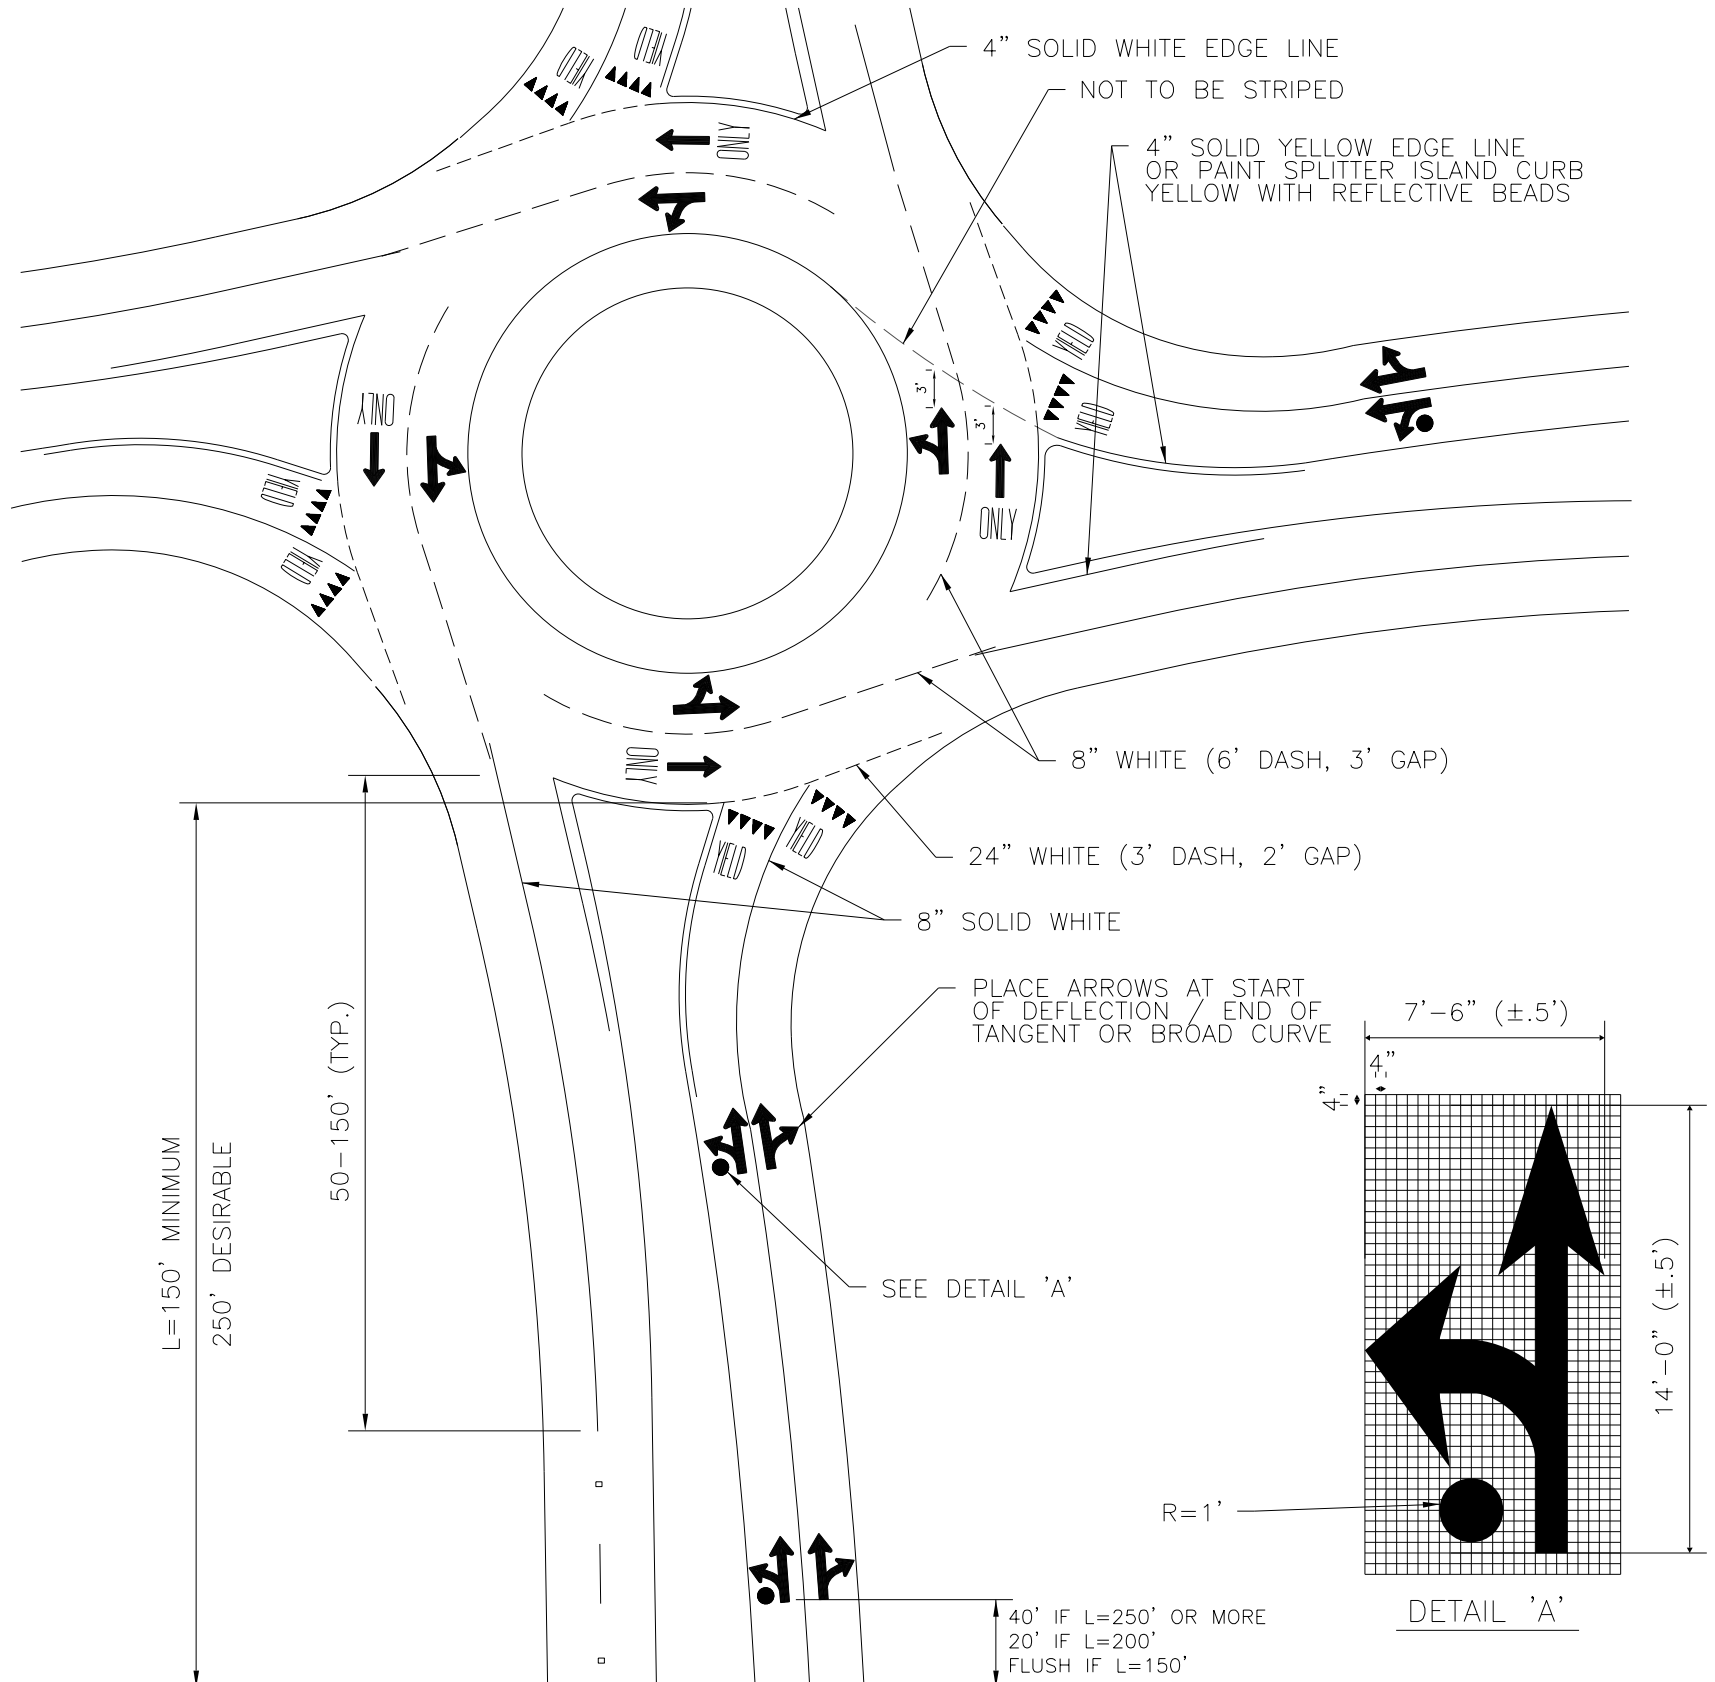 YIELD
YIELD
4” SOLID WHITE EDGE LINE
NOT TO BE STRIPED
ONLY
4” SOLID YELLOW EDGE LINE
OR PAINT SPLITTER ISLAND CURB
YELLOW WITH REFLECTIVE BEADS
YIELD
YIELD
ONLY
3’
3’
ONLY
YIELD
YIELD
ONLY
8” WHITE (6’ DASH, 3’ GAP)
YIELD
YIELD
24” WHITE (3’ DASH, 2’ GAP)
8” SOLID WHITE
PLACE ARROWS AT START
OF DEFLECTION / END OF
TANGENT OR BROAD CURVE
50–150’ (TYP.)
L=150’ MINIMUM
250’ DESIRABLE
SEE DETAIL ’A’
7’–6” (±.5’)
4”
4”
14’–0” (±.5’)
R=1’
DETAIL ’A’
40’ IF L=250’ OR MORE
20’ IF L=200’
FLUSH IF L=150’